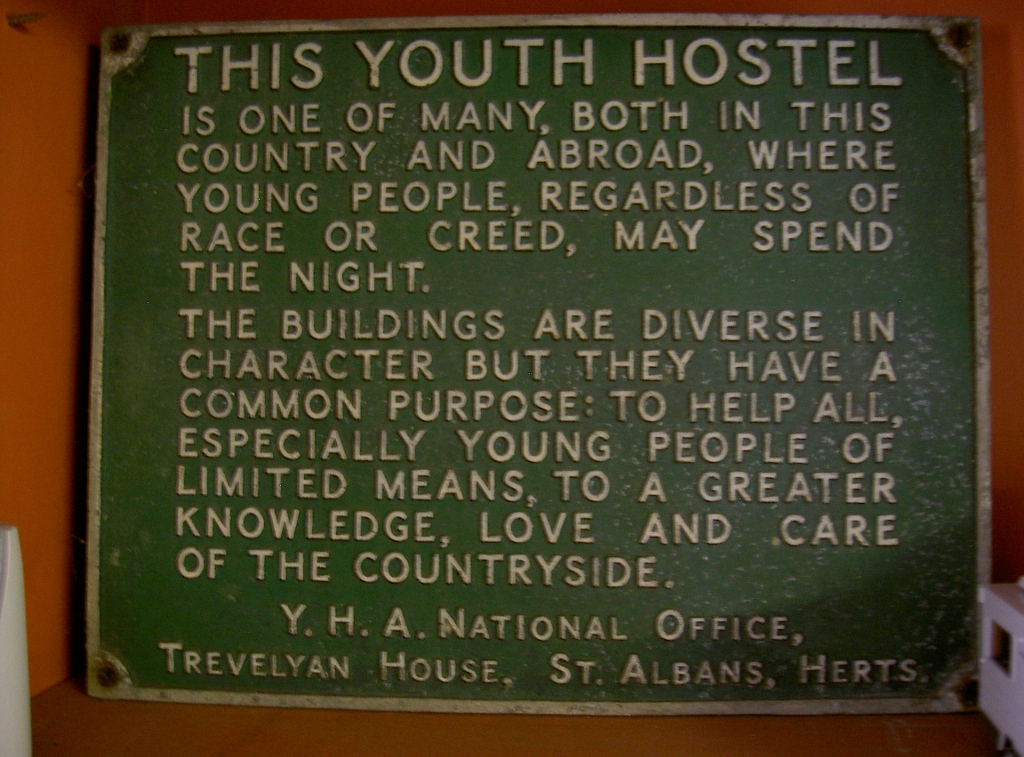 THIS YOUTH HOSTEL
IS ONE OF MANY, BOTH IN THIS
COUNTRY AND ABROAD, WHERE
YOUNG PEOPLE, REGARDLESS OF
RACE OR CREED, MAY SPEND
THE NIGHT.
THE BUILDINGS ARE DIVERSE IN
CHARACTER BUT THEY HAVE A
COMMON PURPOSE: TO HELP ALL,
ESPECIALLY YOUNG PEOPLE OF
LIMITED MEANS, TO A GREATER
KNOWLEDGE, LOVE AND CARE
OF THE COUNTRYSIDE.
Y. H. A. NATIONAL OFFICE,
TREVELYAN HOUSE, ST. ALBANS, HERTS.